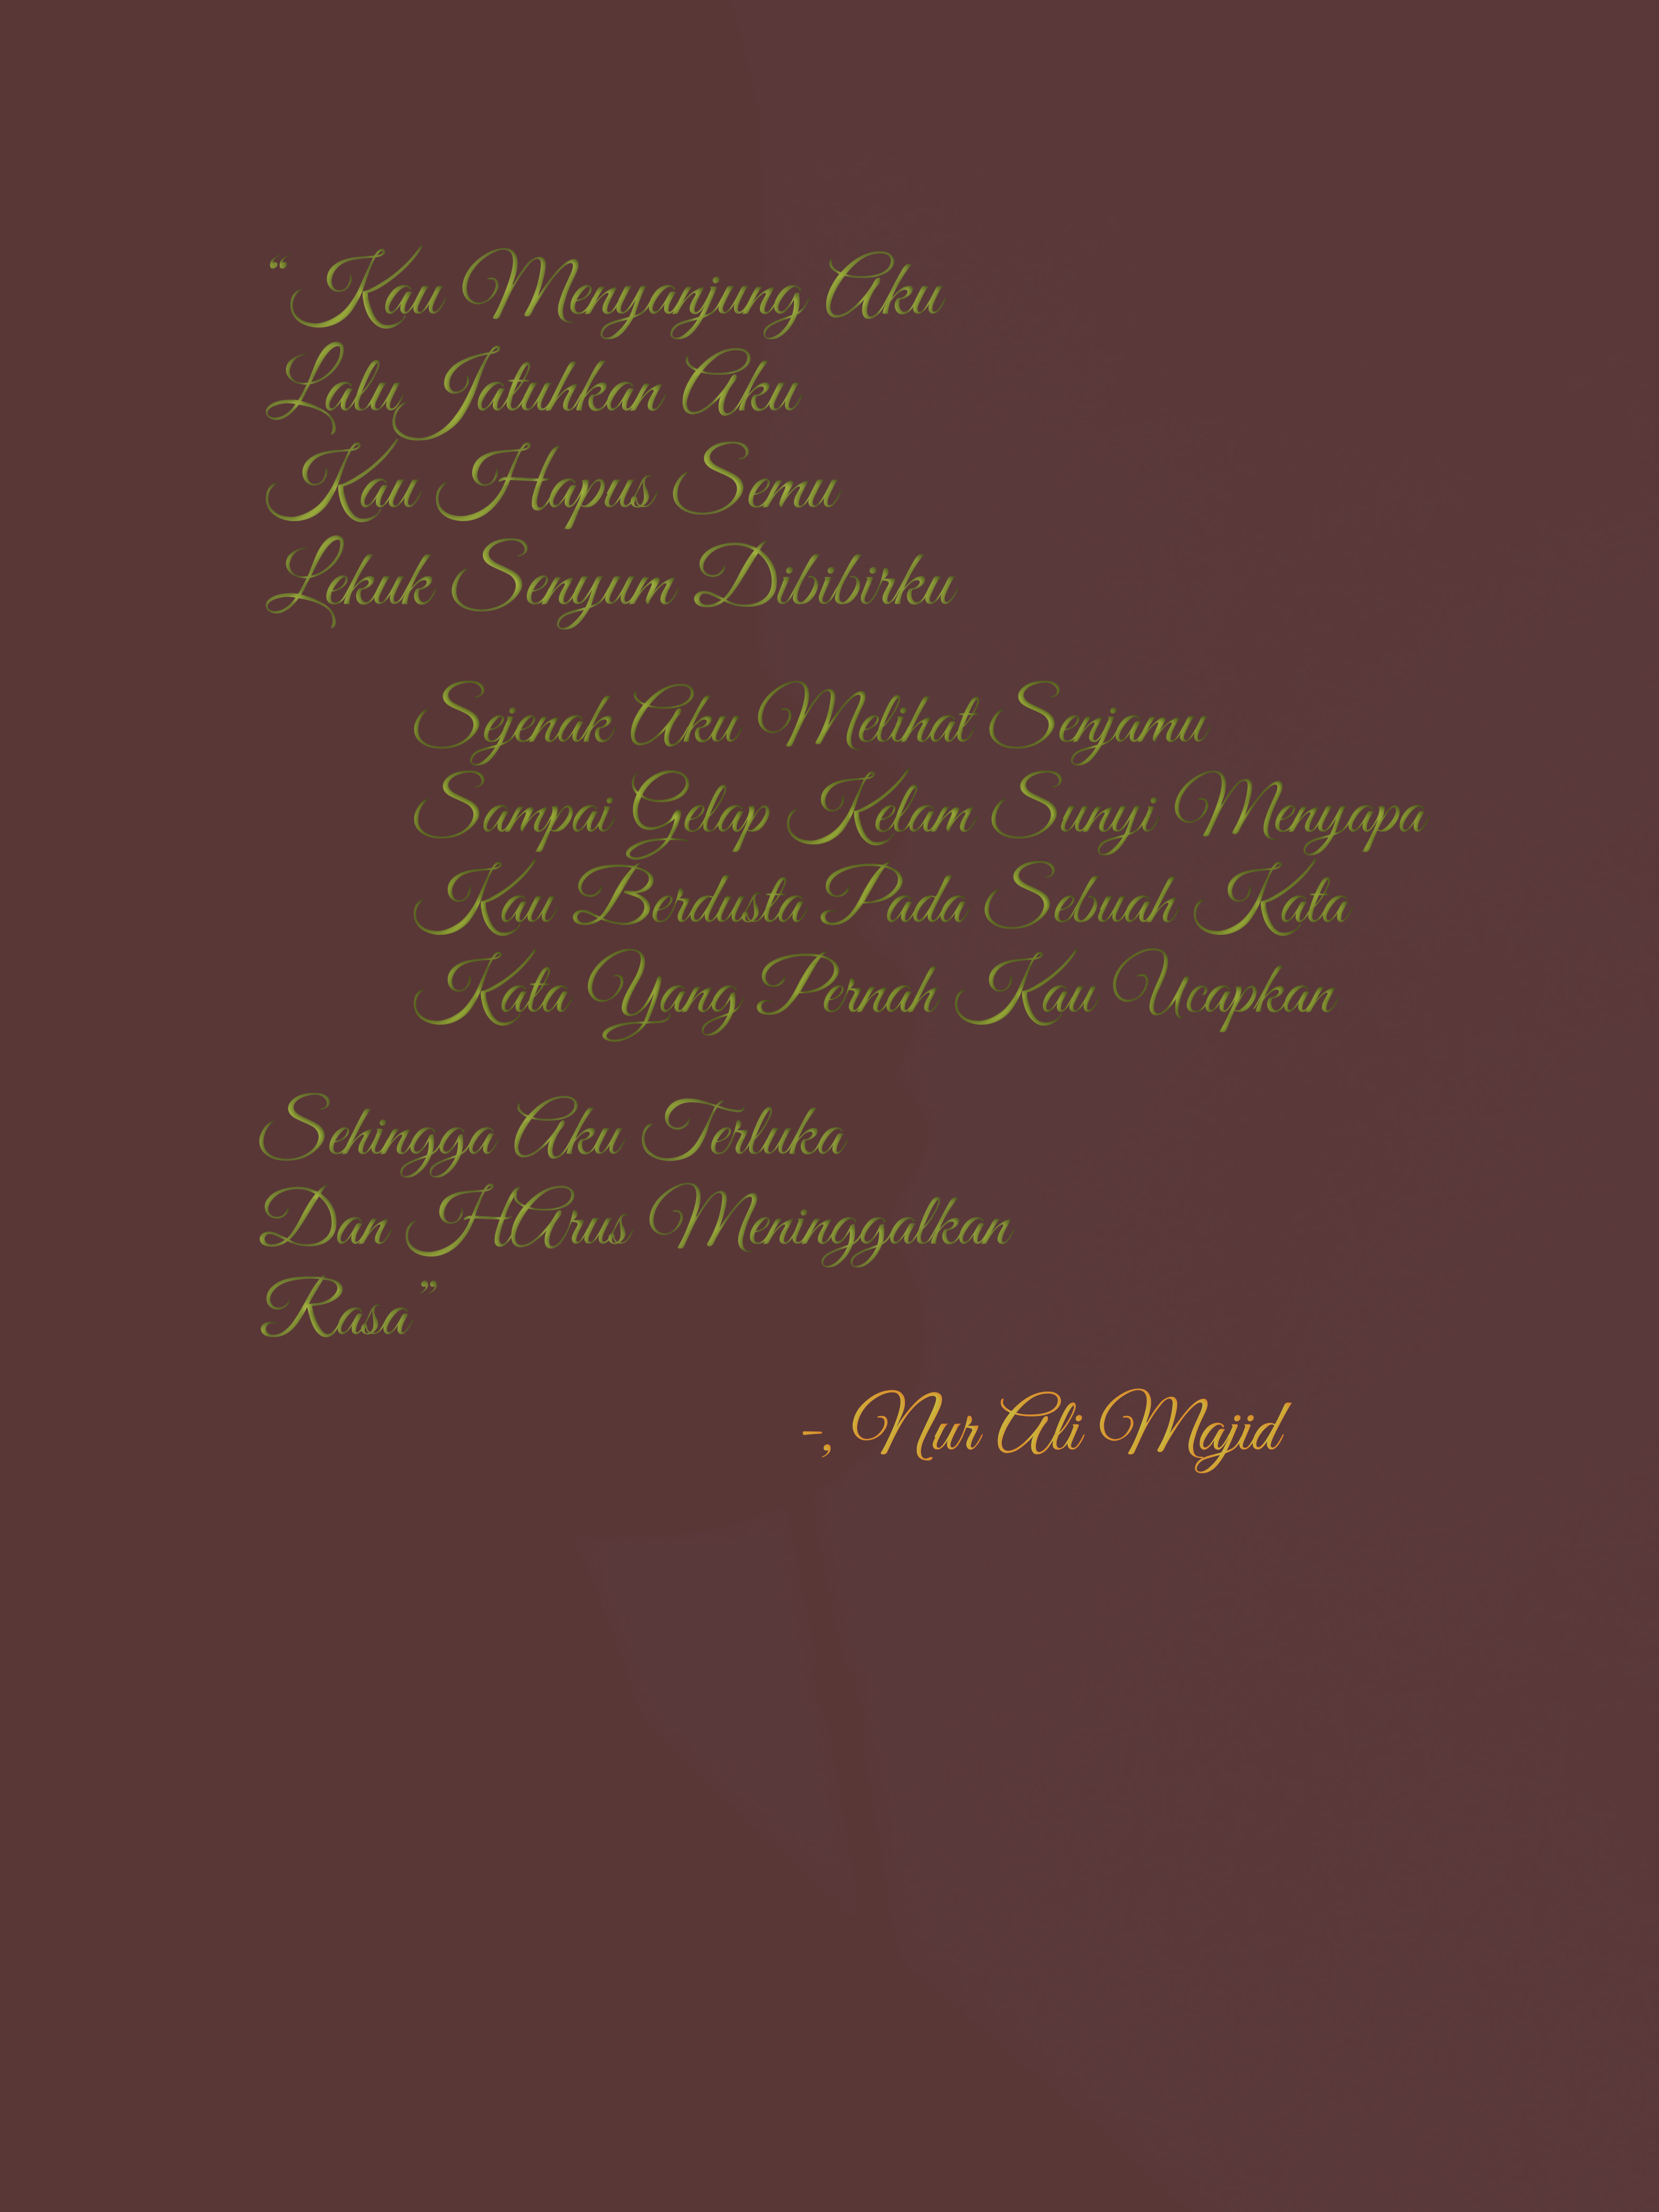 “ Kau Menyanjung Aku
Lalu Jatuhkan Aku
Kau Hapus Semu
Lekuk Senyum Dibibirku
Sejenak Aku Melihat Senjamu
Sampai Gelap Kelam Sunyi Menyapa
Kau Berdusta Pada Sebuah Kata
Kata Yang Pernah Kau Ucapkan
Sehingga Aku Terluka
Dan HArus Meninggalkan
Rasa”
-, Nur Ali Majid